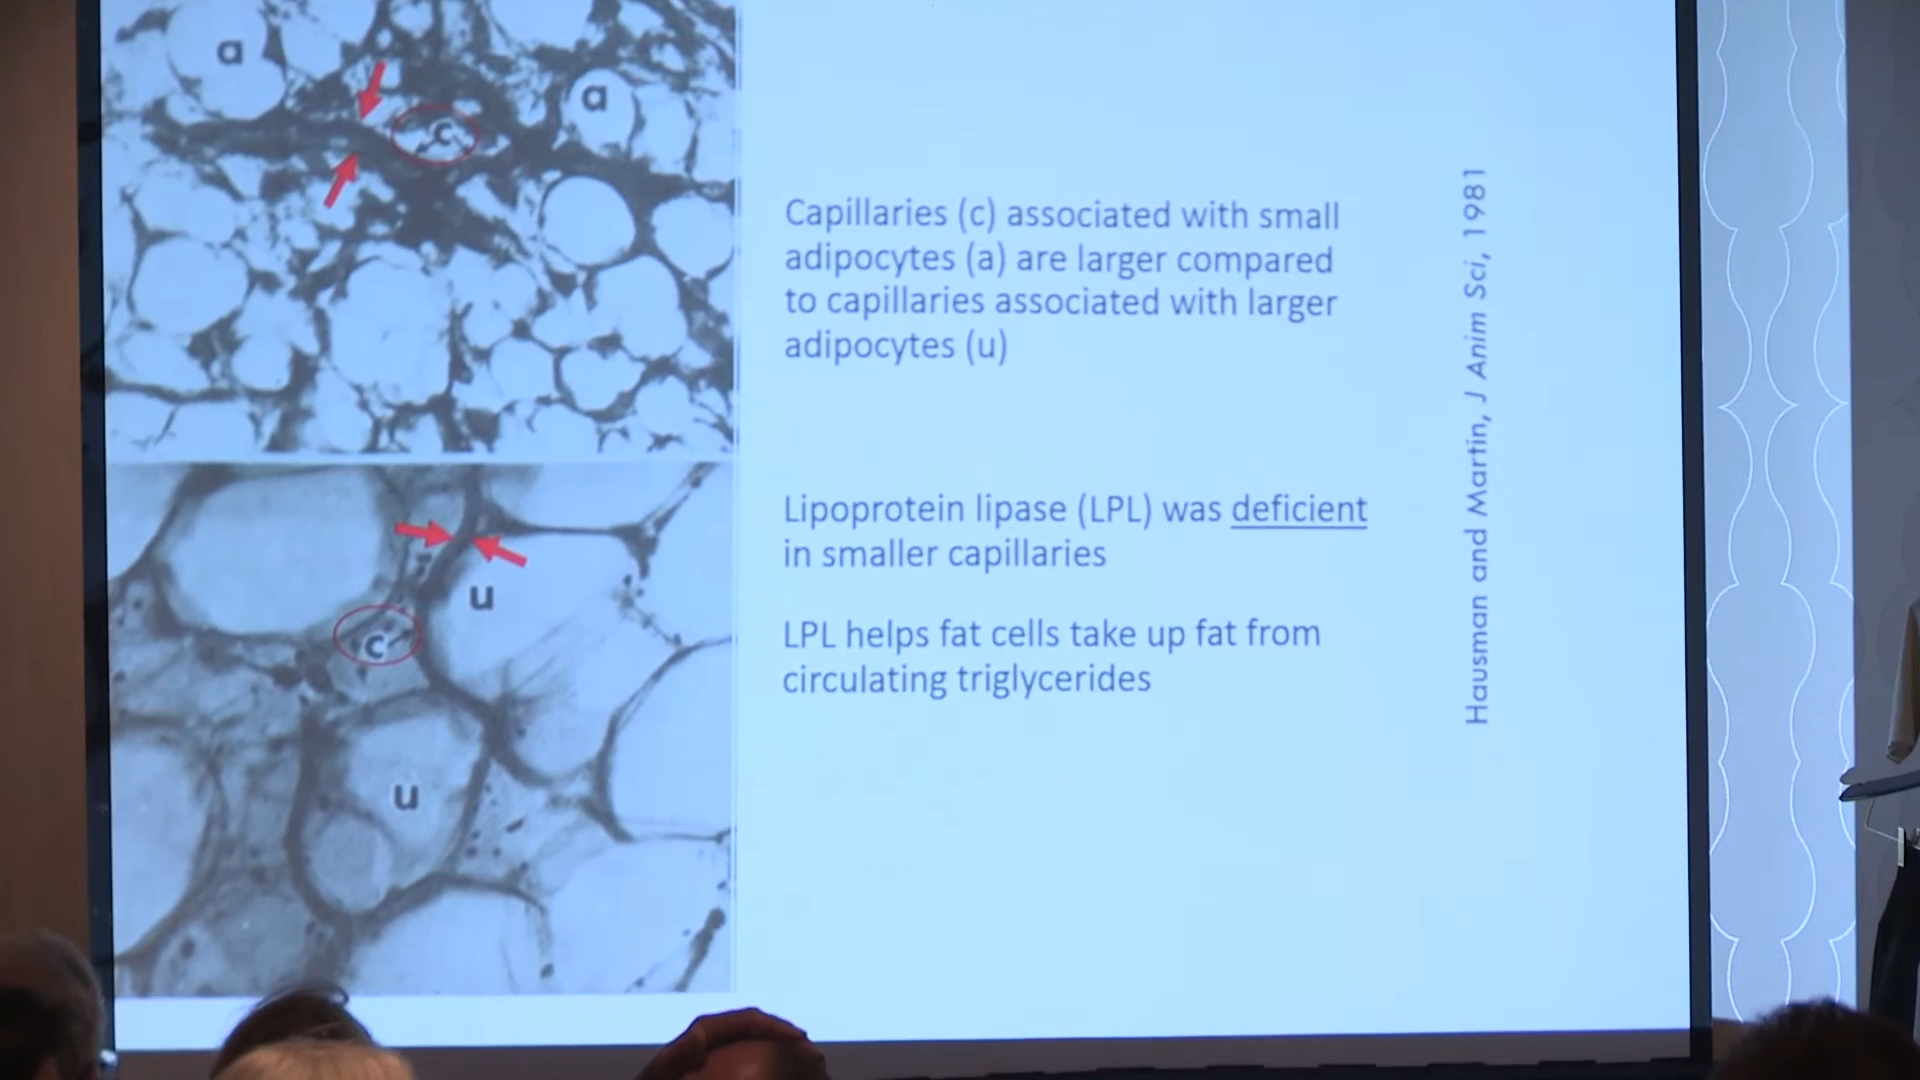 a
a
c
u
c
u
Capillaries (c) associated with small
adipocytes (a) are larger compared
to capillaries associated with larger
adipocytes (u)
Lipoprotein lipase (LPL) was deficient
in smaller capillaries
LPL helps fat cells take up fat from
circulating triglycerides
Hausman and Martin, J Anim Sci, 1981